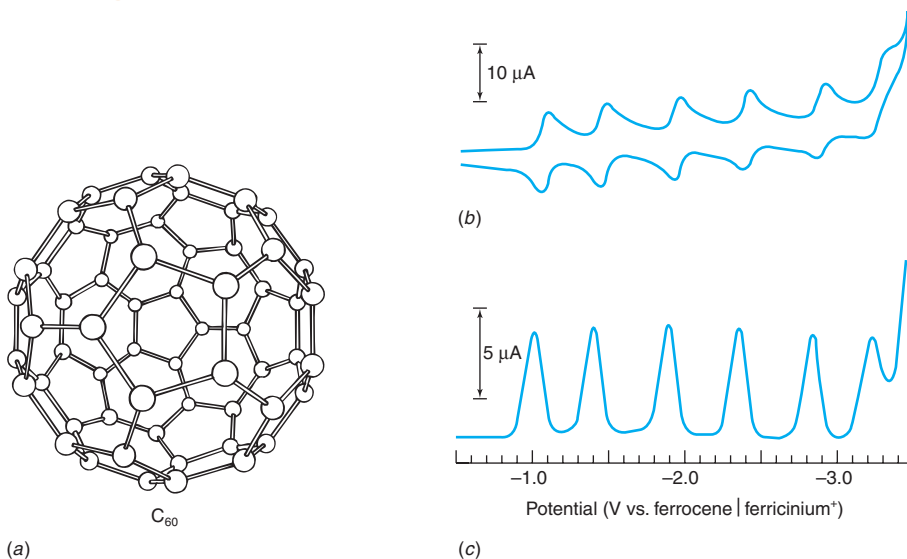 10 μA
(b)
5 μA
C₆₀
–1.0 –2.0 –3.0
Potential (V vs. ferrocene | ferricinium⁺)
(a)
(c)